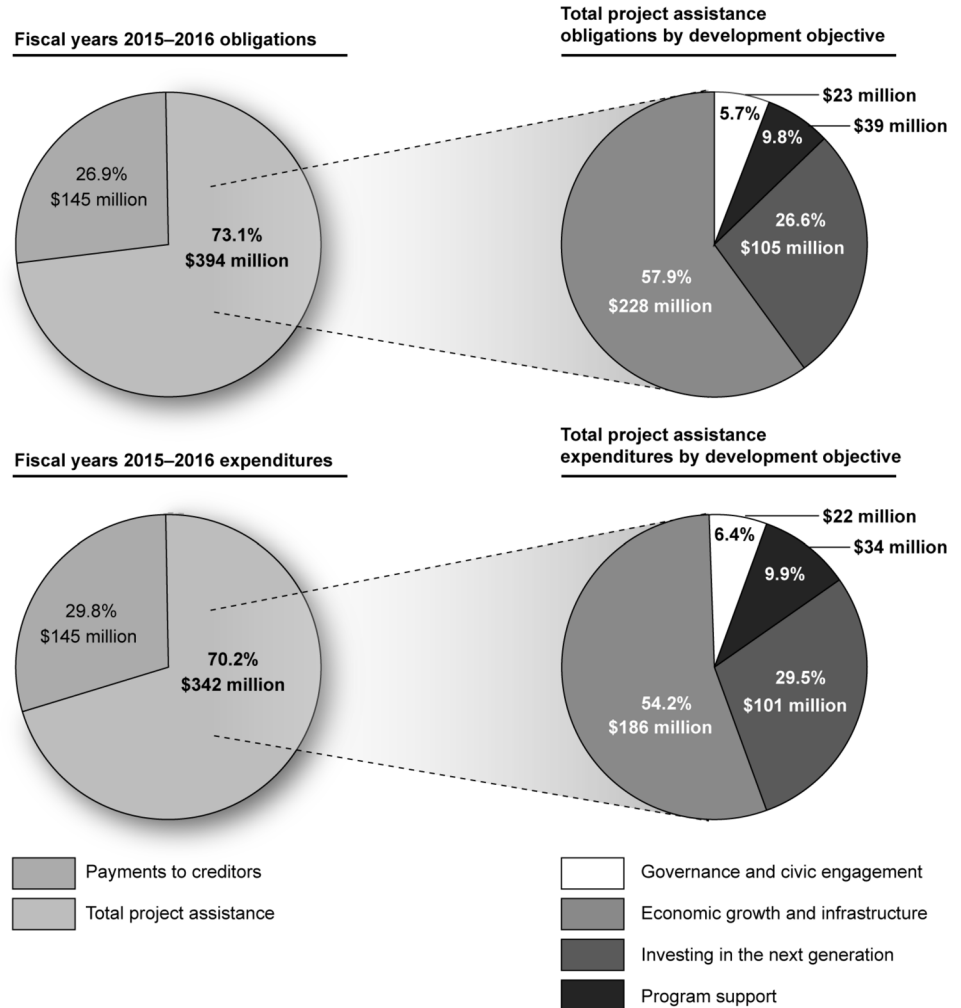 Fiscal years 2015–2016 obligations
Total project assistance
obligations by development objective
26.9%
$145 million
73.1%
$394 million
5.7%
$23 million
9.8%
$39 million
26.6%
$105 million
57.9%
$228 million
Fiscal years 2015–2016 expenditures
Total project assistance
expenditures by development objective
29.8%
$145 million
70.2%
$342 million
6.4%
$22 million
9.9%
$34 million
29.5%
$101 million
54.2%
$186 million
Payments to creditors
Total project assistance
Governance and civic engagement
Economic growth and infrastructure
Investing in the next generation
Program support